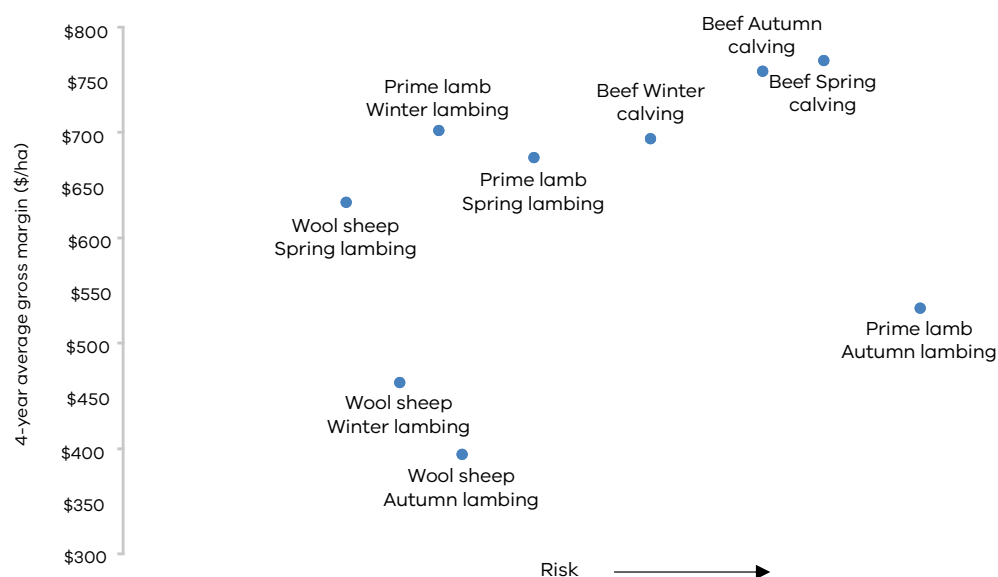 4-year average gross margin ($/ha)
$800
$750
$700
$650
$600
$550
$500
$450
$400
$350
$300
Beef Autumn
calving
Beef Spring
calving
Prime lamb
Winter lambing
Beef Winter
calving
Prime lamb
Spring lambing
Wool sheep
Spring lambing
Prime lamb
Autumn lambing
Wool sheep
Winter lambing
Wool sheep
Autumn lambing
Risk